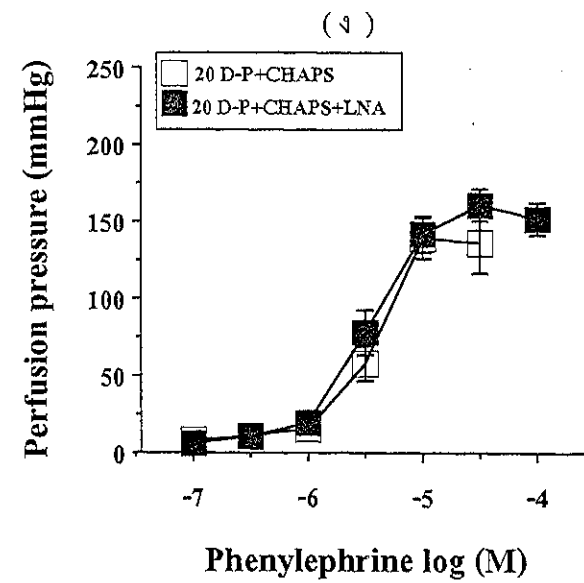 (ง)
250
200
150
100
50
0
20 D-P+CHAPS
20 D-P+CHAPS+LNA
Perfusion pressure (mmHg)
-7 -6 -5 -4
Phenylephrine log (M)